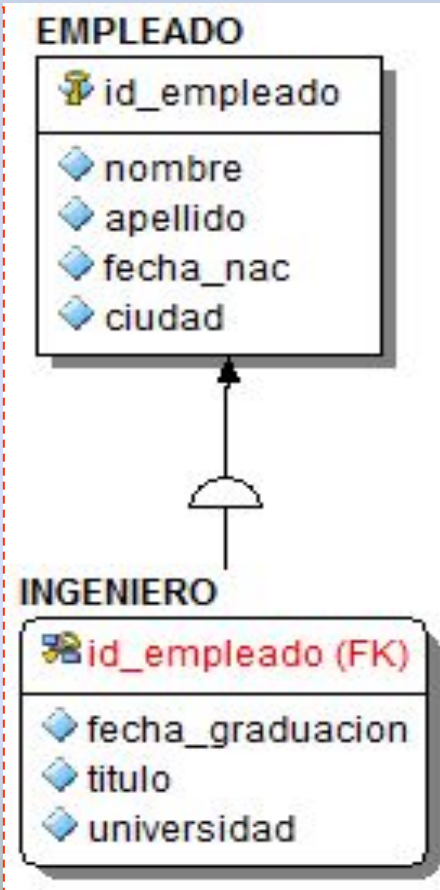 EMPLEADO
id_empleado
nombre
apellido
fecha_nac
ciudad
INGENIERO
id_empleado (FK)
fecha_graduacion
titulo
universidad